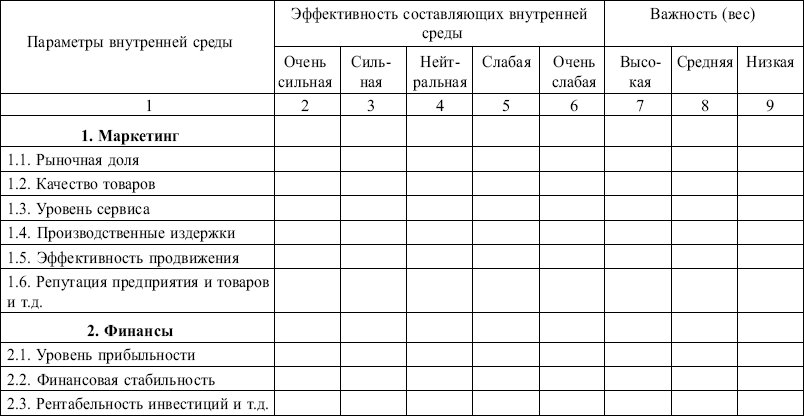 Параметры внутренней среды
Эффективность составляющих внутренней
среды
Важность (вес)
Очень
сильная
Силь-
ная
Нейт-
ральная
Слабая
Очень
слабая
Высо-
кая
Средняя
Низкая
1 2 3 4 5 6 7 8 9
1. Маркетинг
1.1. Рыночная доля
1.2. Качество товаров
1.3. Уровень сервиса
1.4. Производственные издержки
1.5. Эффективность продвижения
1.6. Репутация предприятия и товаров
и т.д.
2. Финансы
2.1. Уровень прибыльности
2.2. Финансовая стабильность
2.3. Рентабельность инвестиций и т.д.